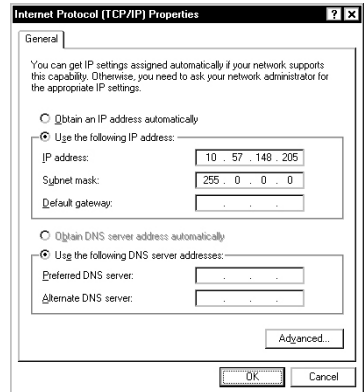 Internet Protocol (TCP/IP) Properties
General
You can get IP settings assigned automatically if your network supports
this capability. Otherwise, you need to ask your network administrator for
the appropriate IP settings.
Obtain an IP address automatically
Use the following IP address:
IP address: 10 . 57 . 148 . 205
Subnet mask: 255 . 0 . 0 . 0
Default gateway: . . .
Obtain DNS server address automatically
Use the following DNS server addresses:
Preferred DNS server: . . .
Alternate DNS server: . . .
Advanced...
OK Cancel